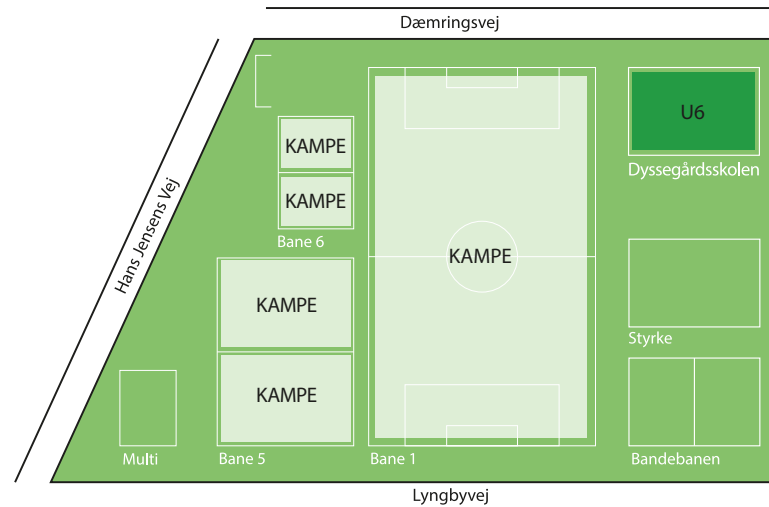 Dæmringsvej
Hans Jensens Vej
U6
Dyssegårdsskolen
KAMPE
KAMPE
Bane 6
KAMPE
KAMPE
KAMPE
Styrke
Multi
Bane 5
Bane 1
Bandebanen
Lyngbyvej